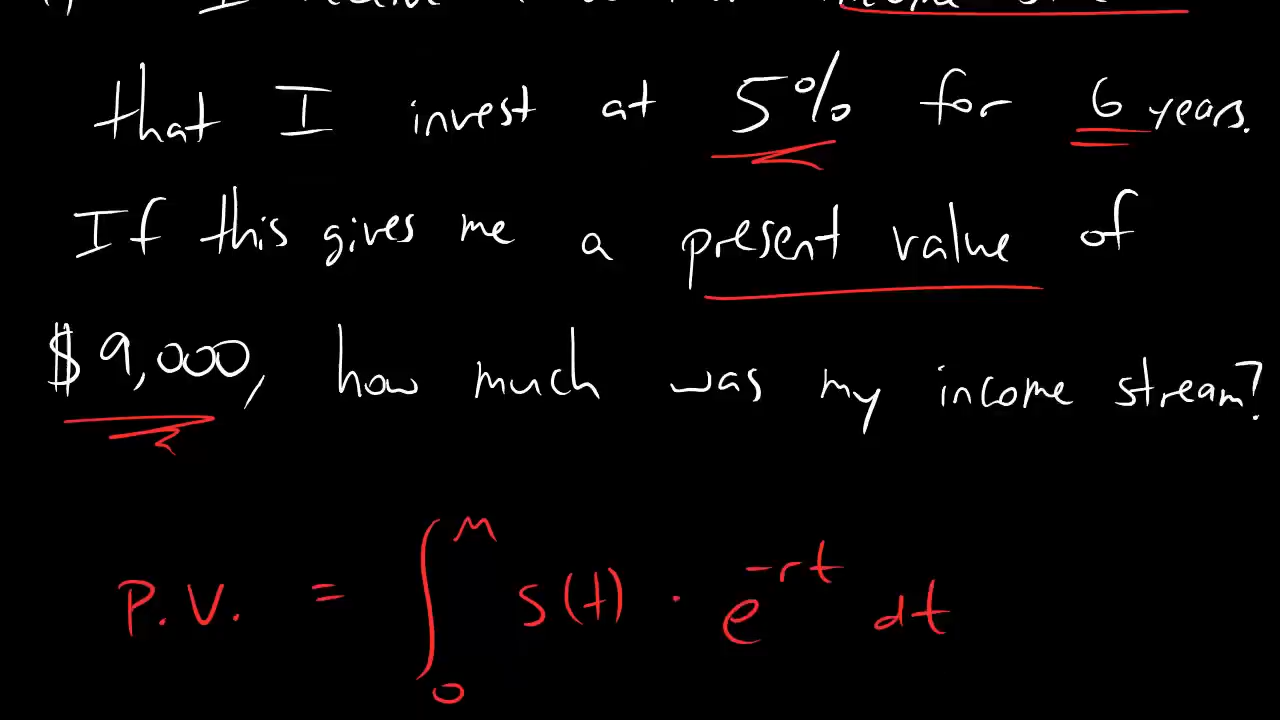 I
that I invest at 5% for 6 years.
If this gives me a present value of
$9,000, how much was my income stream?
P.V. = ∫₀ᴹ s(t) · e^{-rt} dt